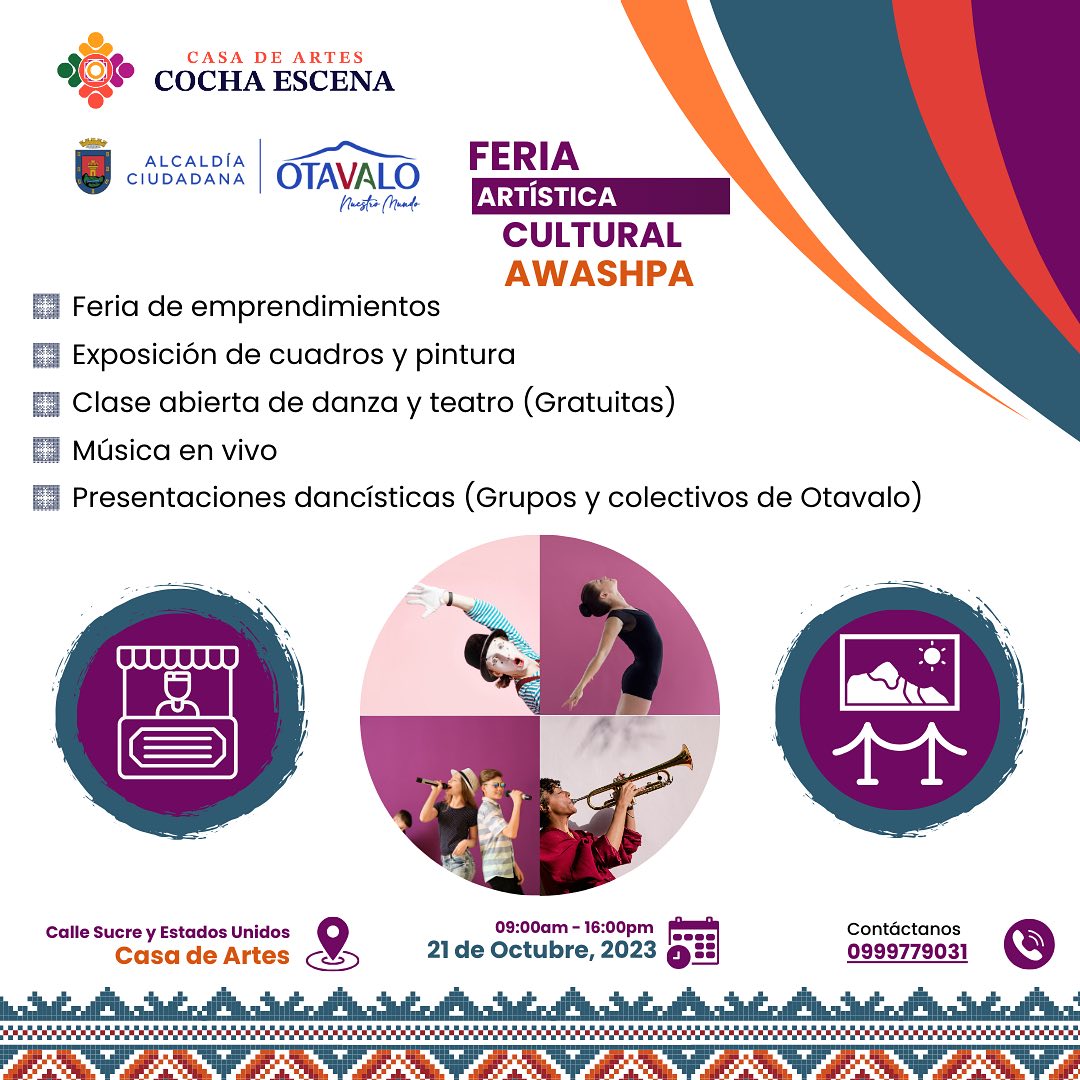 CASA DE ARTES
COCHA ESCENA
ALCALDÍA
CIUDADANA
OTAVALO
Nuestro Mundo
FERIA
ARTÍSTICA
CULTURAL
AWASHPA
Feria de emprendimientos
Exposición de cuadros y pintura
Clase abierta de danza y teatro (Gratuitas)
Música en vivo
Presentaciones dancísticas (Grupos y colectivos de Otavalo)
Calle Sucre y Estados Unidos
Casa de Artes
09:00am - 16:00pm
21 de Octubre, 2023
Contáctanos
0999779031